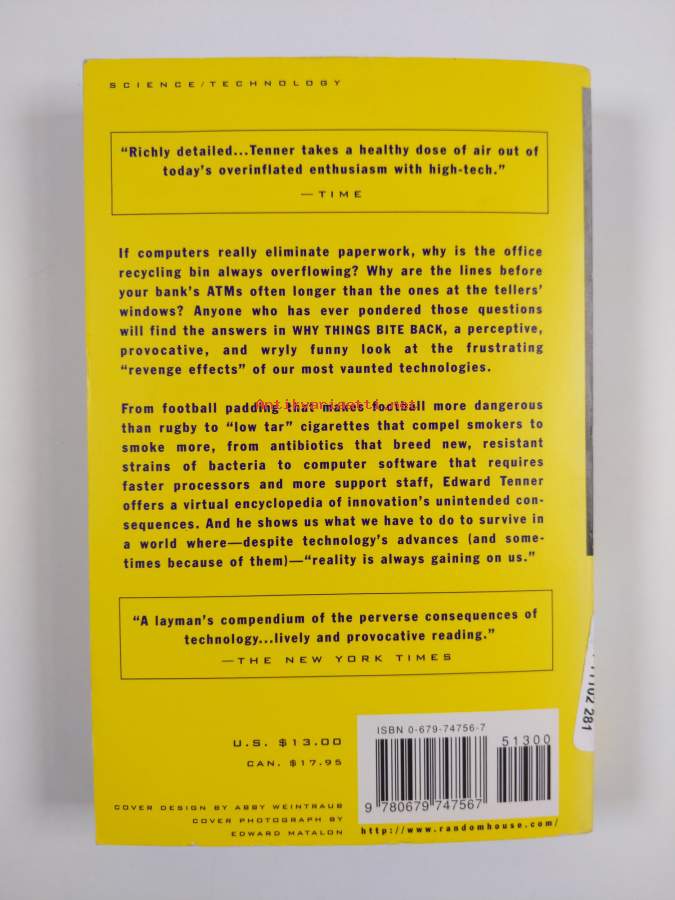 SCIENCE/TECHNOLOGY
“Richly detailed...Tenner takes a healthy dose of air out of
today’s overinflated enthusiasm with high-tech.”
—TIME
If computers really eliminate paperwork, why is the office
recycling bin always overflowing? Why are the lines before
your bank’s ATMs often longer than the ones at the tellers’
windows? Anyone who has ever pondered those questions
will find the answers in WHY THINGS BITE BACK, a perceptive,
provocative, and wryly funny look at the frustrating
“revenge effects” of our most vaunted technologies.
Antikvariaatti.net
From football padding that makes football more dangerous
than rugby to “low tar” cigarettes that compel smokers to
smoke more, from antibiotics that breed new, resistant
strains of bacteria to computer software that requires
faster processors and more support staff, Edward Tenner
offers a virtual encyclopedia of innovation’s unintended con-
sequences. And he shows us what we have to do to survive in
a world where—despite technology’s advances (and some-
times because of them)—“reality is always gaining on us.”
“A layman’s compendium of the perverse consequences of
technology...lively and provocative reading.”
—THE NEW YORK TIMES
U.S. $13.00
CAN. $17.95
COVER DESIGN BY ABBY WEINTRAUB
COVER PHOTOGRAPH BY
EDWARD MATALON
ISBN 0-679-74756-7
51300
9 780679 747567
http://www.randomhouse.com/
281